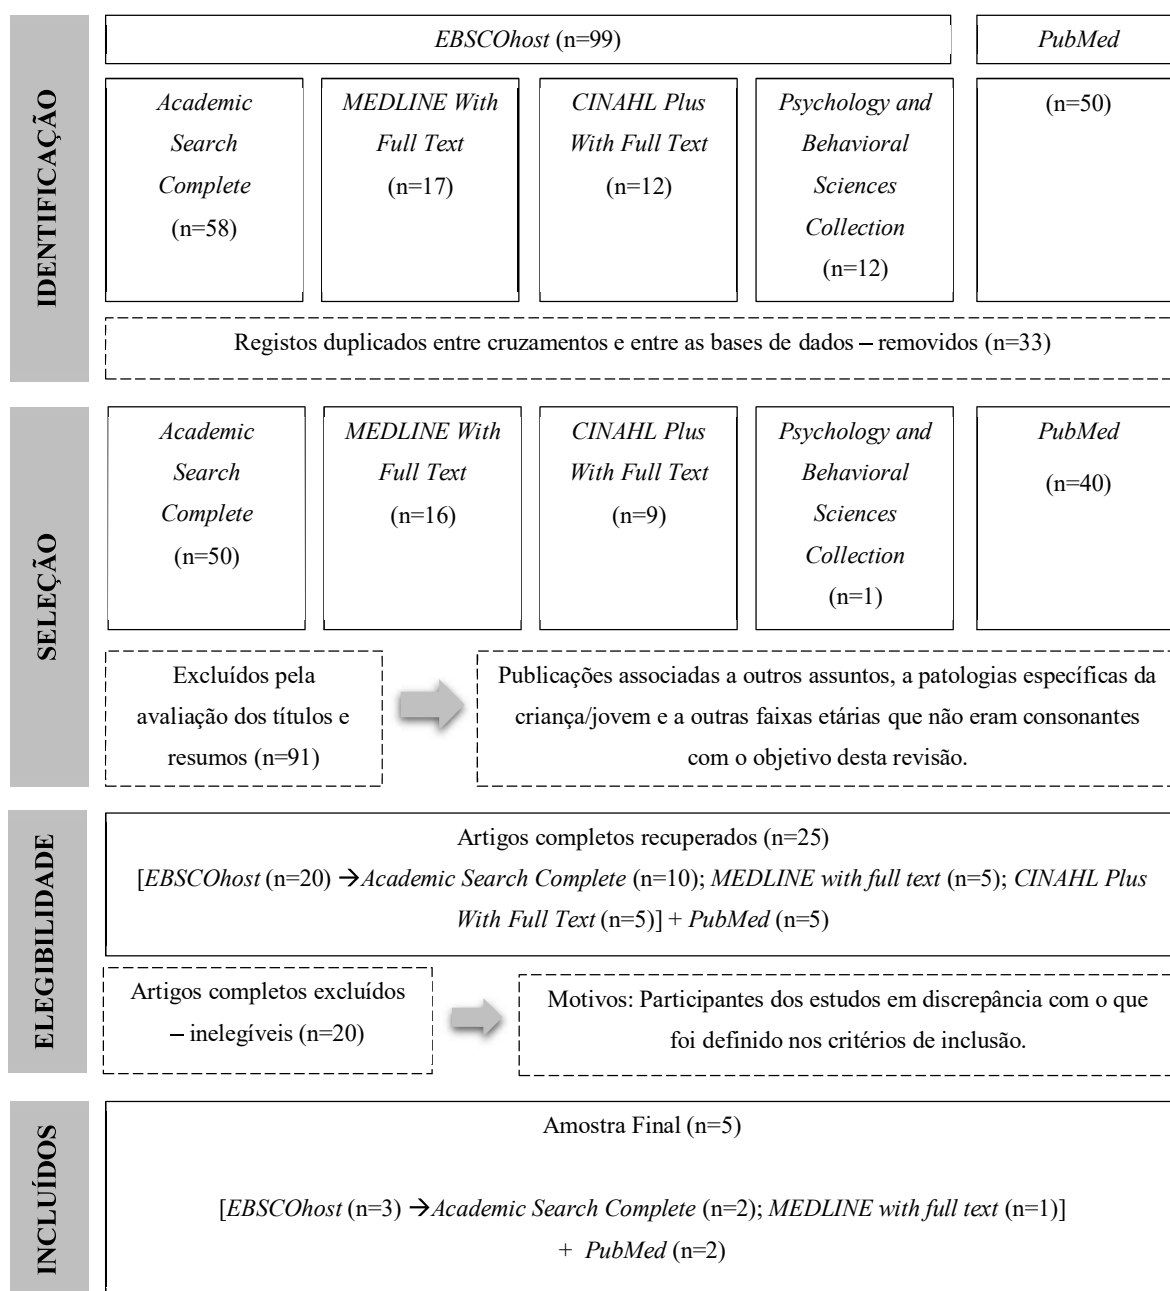 IDENTIFICAÇÃO
EBSCOhost (n=99)
PubMed
Academic
Search
Complete
(n=58)
MEDLINE With
Full Text
(n=17)
CINAHL Plus
With Full Text
(n=12)
Psychology and
Behavioral
Sciences
Collection
(n=12)
(n=50)
Registos duplicados entre cruzamentos e entre as bases de dados – removidos (n=33)
SELEÇÃO
Academic
Search
Complete
(n=50)
MEDLINE With
Full Text
(n=16)
CINAHL Plus
With Full Text
(n=9)
Psychology and
Behavioral
Sciences
Collection
(n=1)
PubMed
(n=40)
Excluídos pela
avaliação dos títulos e
resumos (n=91)
Publicações associadas a outros assuntos, a patologias específicas da
criança/jovem e a outras faixas etárias que não eram consonantes
com o objetivo desta revisão.
ELEGIBILIDADE
Artigos completos recuperados (n=25)
[EBSCOhost (n=20) →Academic Search Complete (n=10); MEDLINE with full text (n=5); CINAHL Plus
With Full Text (n=5)] + PubMed (n=5)
Artigos completos excluídos
– inelegíveis (n=20)
Motivos: Participantes dos estudos em discrepância com o que
foi definido nos critérios de inclusão.
INCLUÍDOS
Amostra Final (n=5)
[EBSCOhost (n=3) →Academic Search Complete (n=2); MEDLINE with full text (n=1)]
+ PubMed (n=2)